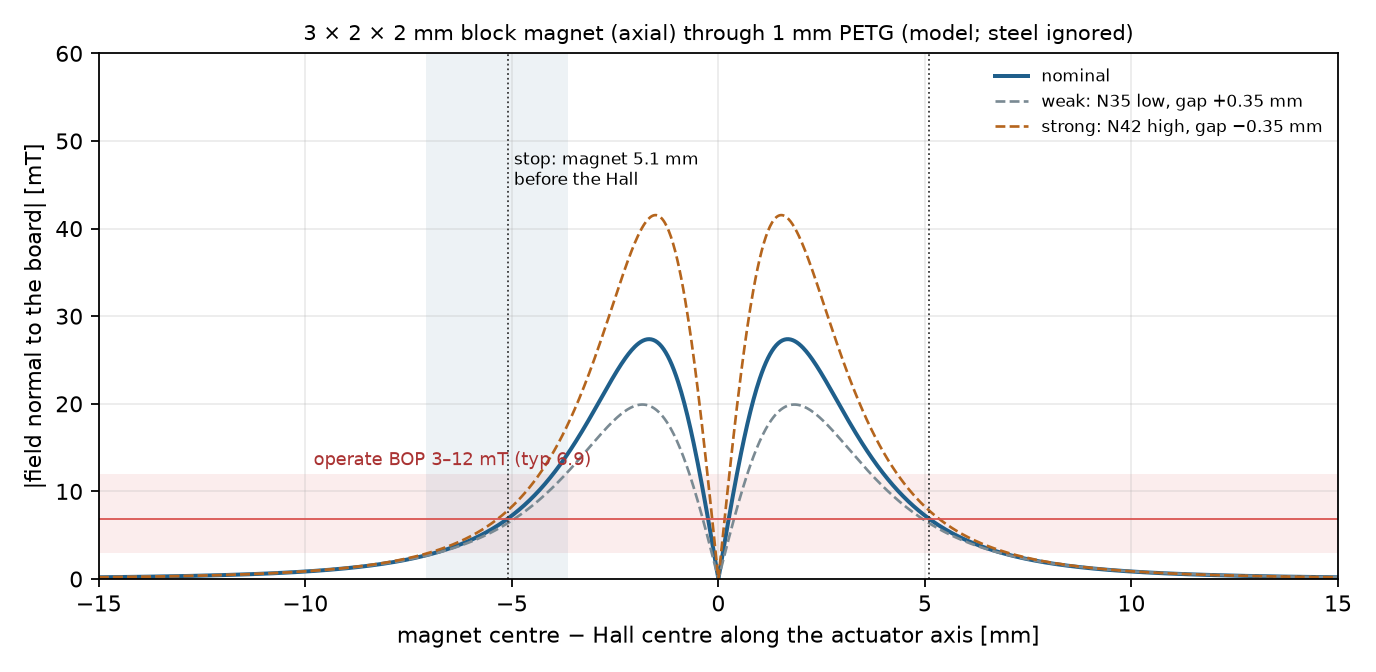 3 × 2 × 2 mm block magnet (axial) through 1 mm PETG (model; steel ignored)
nominal
weak: N35 low, gap +0.35 mm
strong: N42 high, gap −0.35 mm
stop: magnet 5.1 mm
before the Hall
operate BOP 3–12 mT (typ 6.9)
|field normal to the board| [mT]
60
50
40
30
20
10
0
−15
−10
−5
0
5
10
15
magnet centre − Hall centre along the actuator axis [mm]